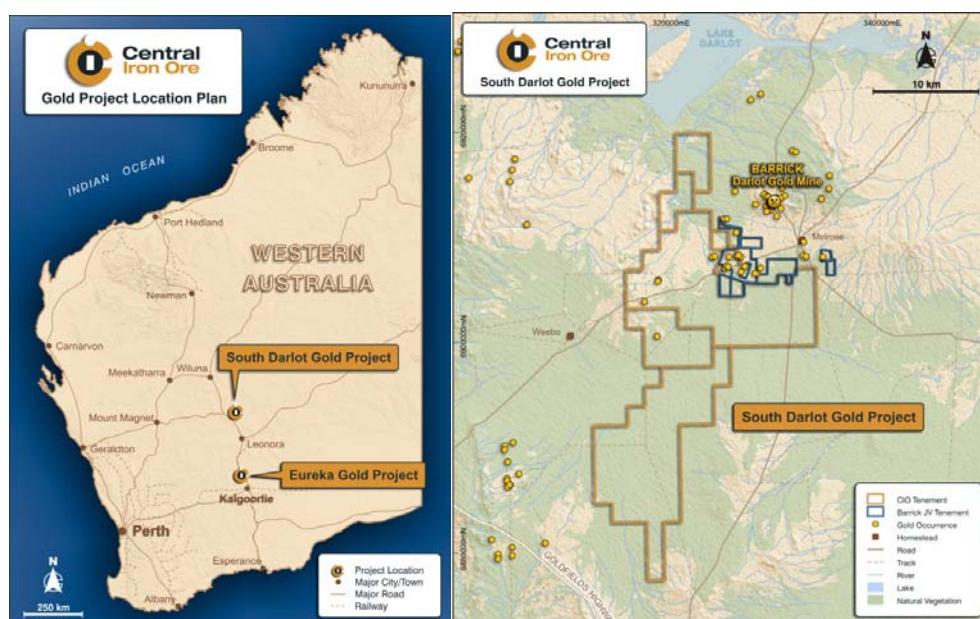 Central
Iron Ore
Gold Project Location Plan
Kununurra
Broome
INDIAN OCEAN
Port Hedland
WESTERN
AUSTRALIA
Newman
Carnarvon
South Darlot Gold Project
Meekatharra
Wiluna
Mount Magnet
Leonora
Geraldton
Eureka Gold Project
Kalgoorlie
Perth
Esperance
Albany
N
250 km
Project Location
Major City/Town
Major Road
Railway
320000mE
340000mE
Central
Iron Ore
South Darlot Gold Project
LAKE
DARLOT
N
10 km
6920000mN
BARRICK
Darlot Gold Mine
Melrose
Weebo
6900000mN
South Darlot Gold Project
6880000mN
GOLDFIELDS HIGHWAY
CIO Tenement
Barrick JV Tenement
Gold Occurrence
Homestead
Road
Track
River
Lake
Natural Vegetation